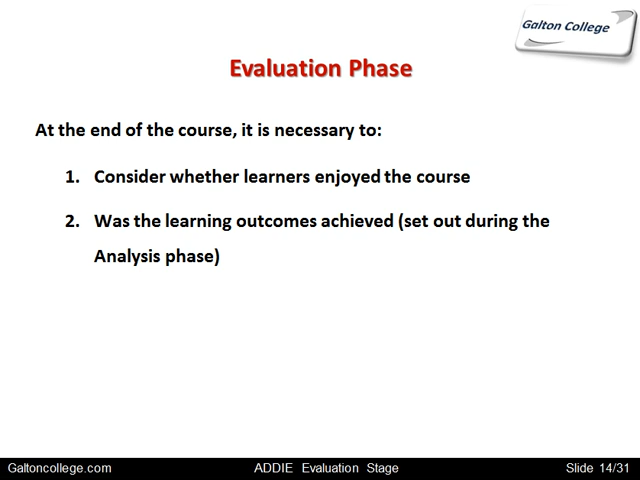 Galton College
Evaluation Phase
At the end of the course, it is necessary to:
1. Consider whether learners enjoyed the course
2. Was the learning outcomes achieved (set out during the
Analysis phase)
Galtoncollege.com ADDIE Evaluation Stage Slide 14/31